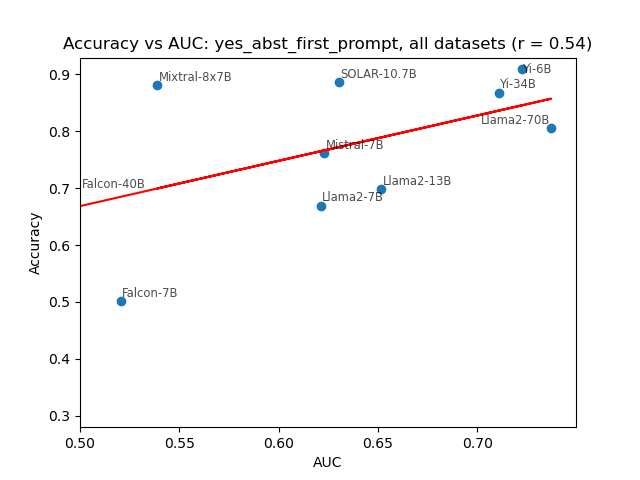 Accuracy vs AUC: yes_abst_first_prompt, all datasets (r = 0.54)
0.9
0.8
0.7
0.6
0.5
0.4
0.3
Accuracy
Mixtral-8x7B
SOLAR-10.7B
Yi-6B
Yi-34B
Llama2-70B
Mistral-7B
Falcon-40B
Llama2-13B
Llama2-7B
Falcon-7B
0.50 0.55 0.60 0.65 0.70
AUC